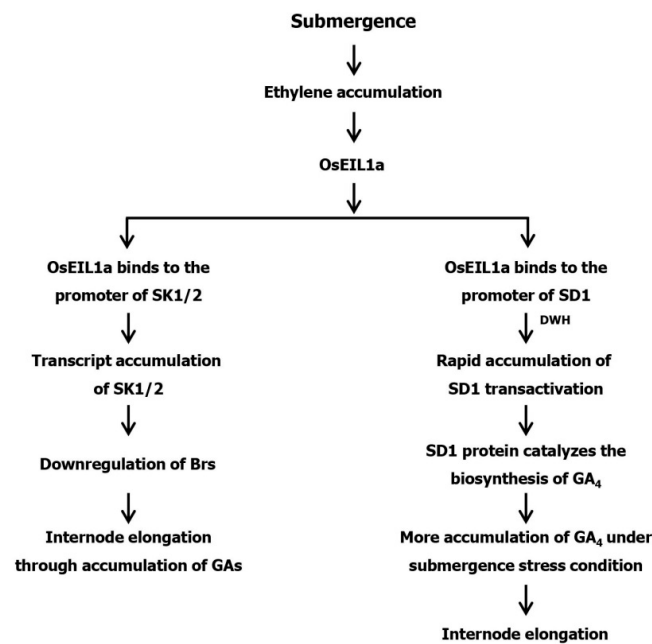 Submergence
Ethylene accumulation
OsEIL1a
OsEIL1a binds to the
promoter of SK1/2
Transcript accumulation
of SK1/2
Downregulation of Brs
Internode elongation
through accumulation of GAs
OsEIL1a binds to the
promoter of SD1
DWH
Rapid accumulation of
SD1 transactivation
SD1 protein catalyzes the
biosynthesis of GA₄
More accumulation of GA₄ under
submergence stress condition
Internode elongation